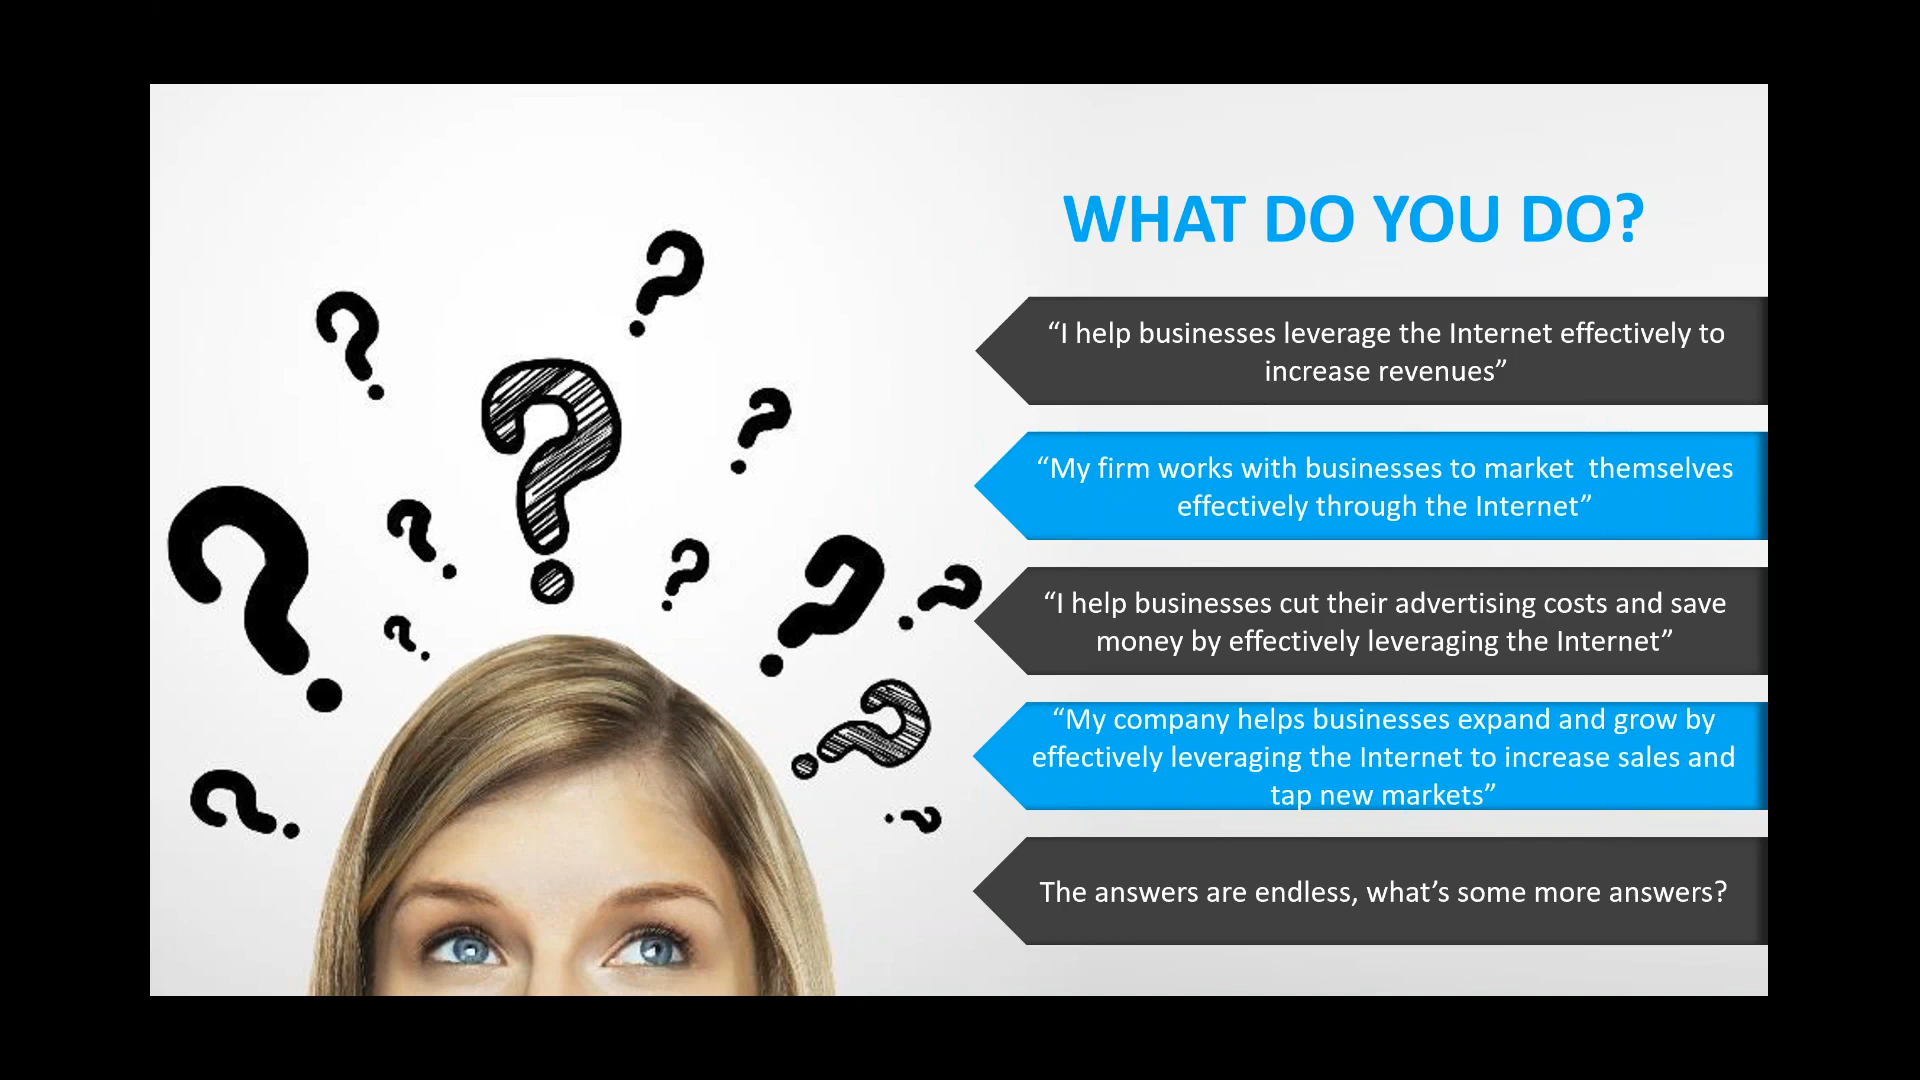 WHAT DO YOU DO?
“I help businesses leverage the Internet effectively to
increase revenues”
“My firm works with businesses to market  themselves
effectively through the Internet”
“I help businesses cut their advertising costs and save
money by effectively leveraging the Internet”
“My company helps businesses expand and grow by
effectively leveraging the Internet to increase sales and
tap new markets”
The answers are endless, what’s some more answers?